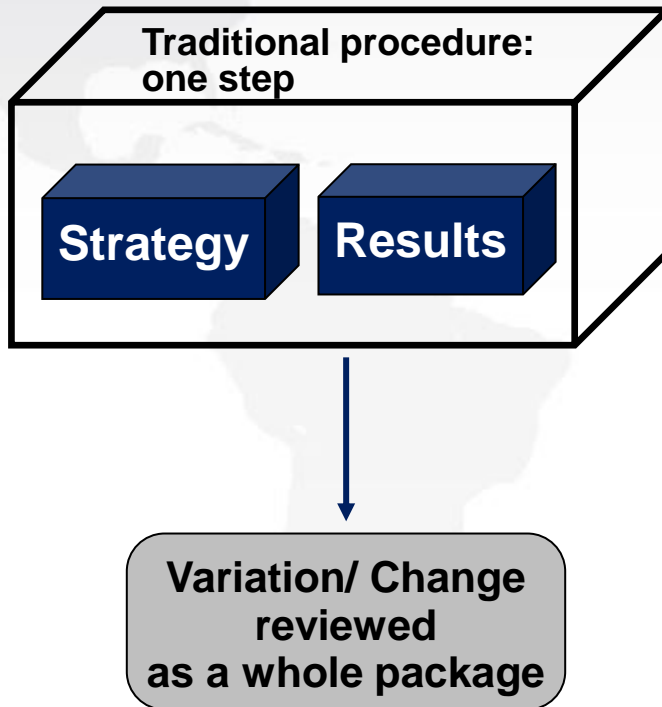 Traditional procedure:
one step
Strategy
Results
Variation/ Change
reviewed
as a whole package